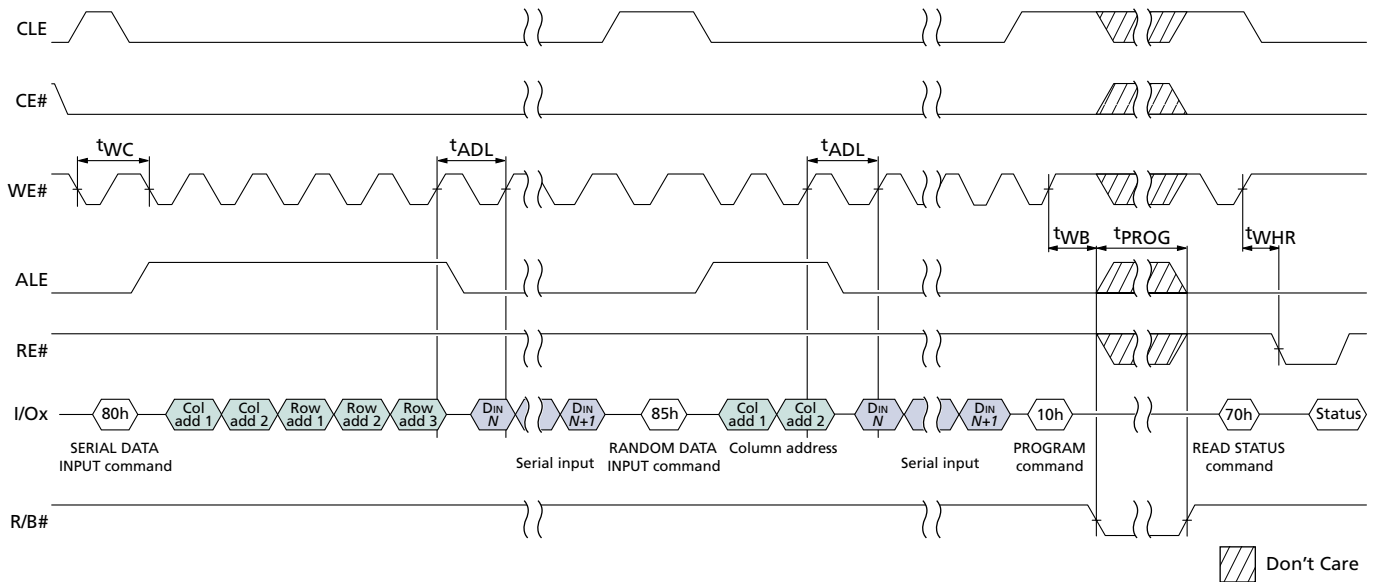 CLE
CE#
tWC
tADL
tADL
WE#
tWB
tPROG
tWHR
ALE
RE#
I/Ox
80h
Col add 1
Col add 2
Row add 1
Row add 2
Row add 3
DIN N
DIN N+1
85h
Col add 1
Col add 2
DIN N
DIN N+1
10h
70h
Status
SERIAL DATA
INPUT command
Serial input
RANDOM DATA
INPUT command
Column address
Serial input
PROGRAM
command
READ STATUS
command
R/B#
Don't Care